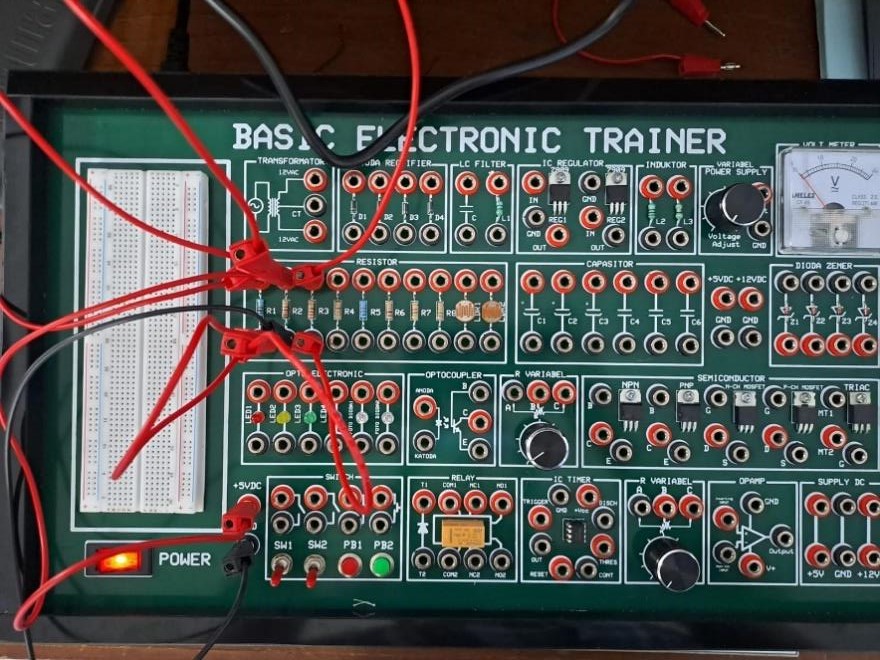 BASIC ELECTRONIC TRAINER
TRANSFORMATOR
12VAC
CT
12VAC
RECTIFIER
D1
D2
D3
D4
LC FILTER
C
L1
IC REGULATOR
IN
GND
OUT
REG1
GND
IN
OUT
REG2
INDUKTOR
L2
L3
VARIABEL
POWER SUPPLY
Voltage
Adjust
GND
VOLT METER
V
RESISTOR
R1
R2
R3
R4
R5
R6
R7
CAPASITOR
C1
C2
C3
C4
C5
C6
+5VDC
+12VDC
GND
GND
DIODA ZENER
Z1
Z2
Z3
Z4
OPTO ELECTRONIC
LED1
LED2
LED3
LED4
OPTOCOUPLER
ANODA
KATODA
B
C
E
R VARIABEL
A
B
C
SEMICONDUCTOR
NPN
B
C
E
PNP
B
C
E
N-CH MOSFET
G
D
S
P-CH MOSFET
G
D
S
TRIAC
MT1
MT2
G
+5VDC
POWER
SWITCH
SW1
SW2
PB1
PB2
RELAY
T1
COM1
NC1
NO1
T2
COM2
NC2
NO2
IC TIMER
TRIGGER
GND
+Vcc
DISCH
OUT
THRES
RESET
CONT
R VARIABEL
A
B
C
OPAMP
GND
Output
V+
SUPPLY DC
+5V
GND
+12V